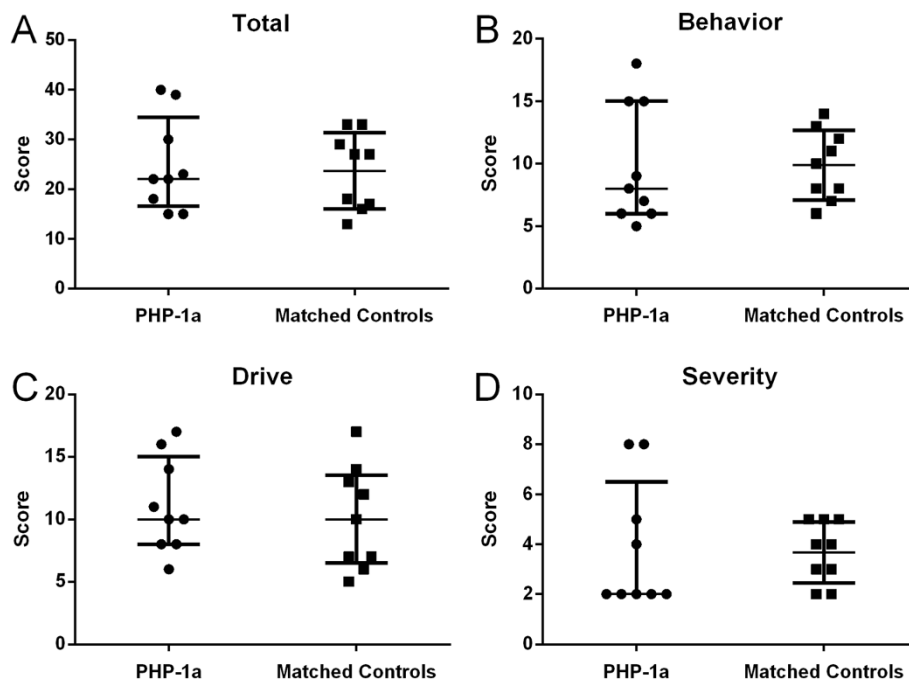 A
Total
Score
50
40
30
20
10
0
PHP-1a
Matched Controls
B
Behavior
Score
20
15
10
5
0
PHP-1a
Matched Controls
C
Drive
Score
20
15
10
5
0
PHP-1a
Matched Controls
D
Severity
Score
10
8
6
4
2
0
PHP-1a
Matched Controls